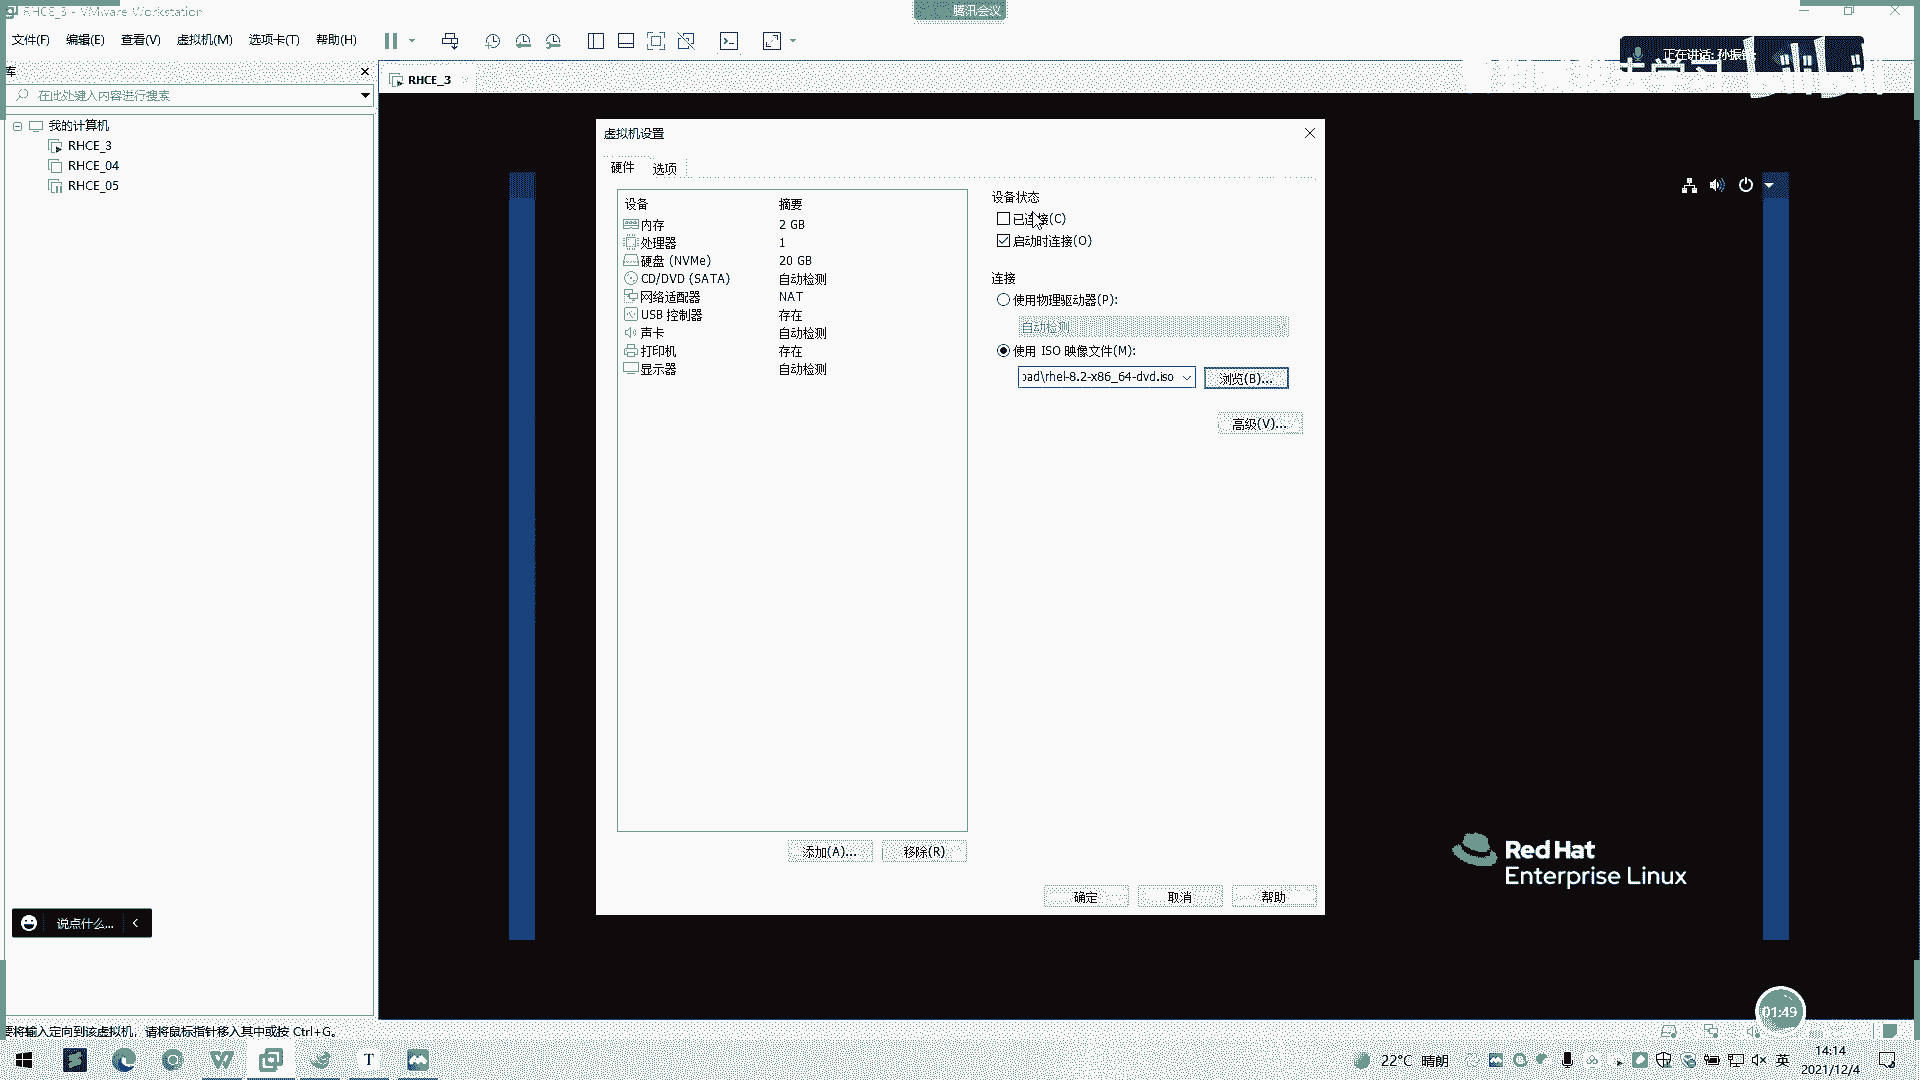 RHCE_3 - VMware Workstation
腾讯会议
文件(F) 编辑(E) 查看(V) 虚拟机(M) 选项卡(T) 帮助(H)
正在讲话: 孙振
库
RHCE_3
在此处键入内容进行搜索
我的计算机
RHCE_3
RHCE_04
RHCE_05
虚拟机设置
硬件 选项
设备 摘要
内存 2 GB
处理器 1
硬盘 (NVMe) 20 GB
CD/DVD (SATA) 自动检测
网络适配器 NAT
USB 控制器 存在
声卡 自动检测
打印机 存在
显示器 自动检测
设备状态
已连接(C)
启动时连接(O)
连接
使用物理驱动器(P):
自动检测
使用 ISO 映像文件(M):
oad\rhel-8.2-x86_64-dvd.iso 浏览(B)...
高级(V)...
添加(A)... 移除(R)
确定 取消 帮助
Red Hat
Enterprise Linux
说点什么...
01:49
要将输入定向到该虚拟机，请将鼠标指针移入其中或按 Ctrl+G。
22°C 晴朗
英
14:14
2021/12/4